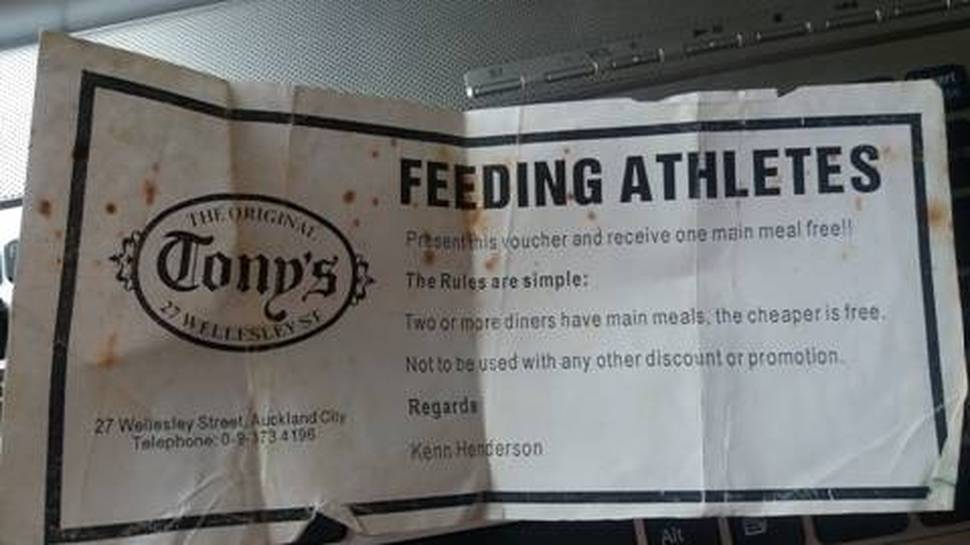 FEEDING ATHLETES
Present this voucher and receive one main meal free!!
The Rules are simple:
Two or more diners have main meals, the cheaper is free.
Not to be used with any other discount or promotion.
Regards
Kenn Henderson
THE ORIGINAL
Tony's
27 WELLESLEY ST
27 Wellesley Street, Auckland City
Telephone: 0-9-373 4196
Alt